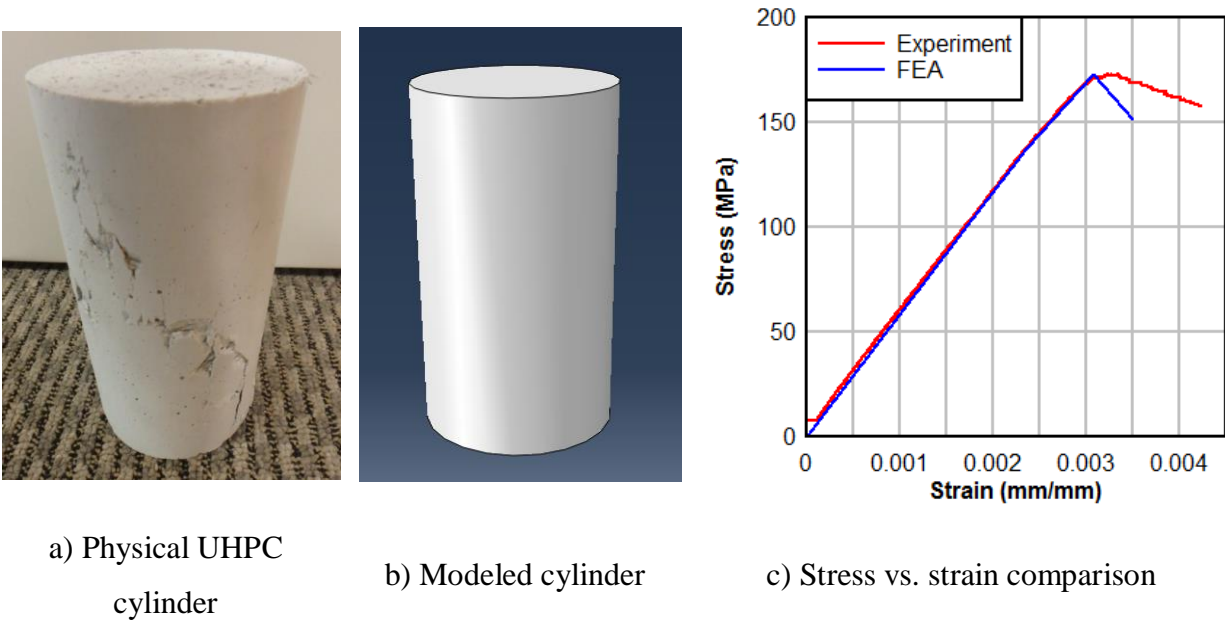 200
Experiment
FEA
150
100
50
0
Stress (MPa)
0 0.001 0.002 0.003 0.004
Strain (mm/mm)
a) Physical UHPC
cylinder
b) Modeled cylinder
c) Stress vs. strain comparison